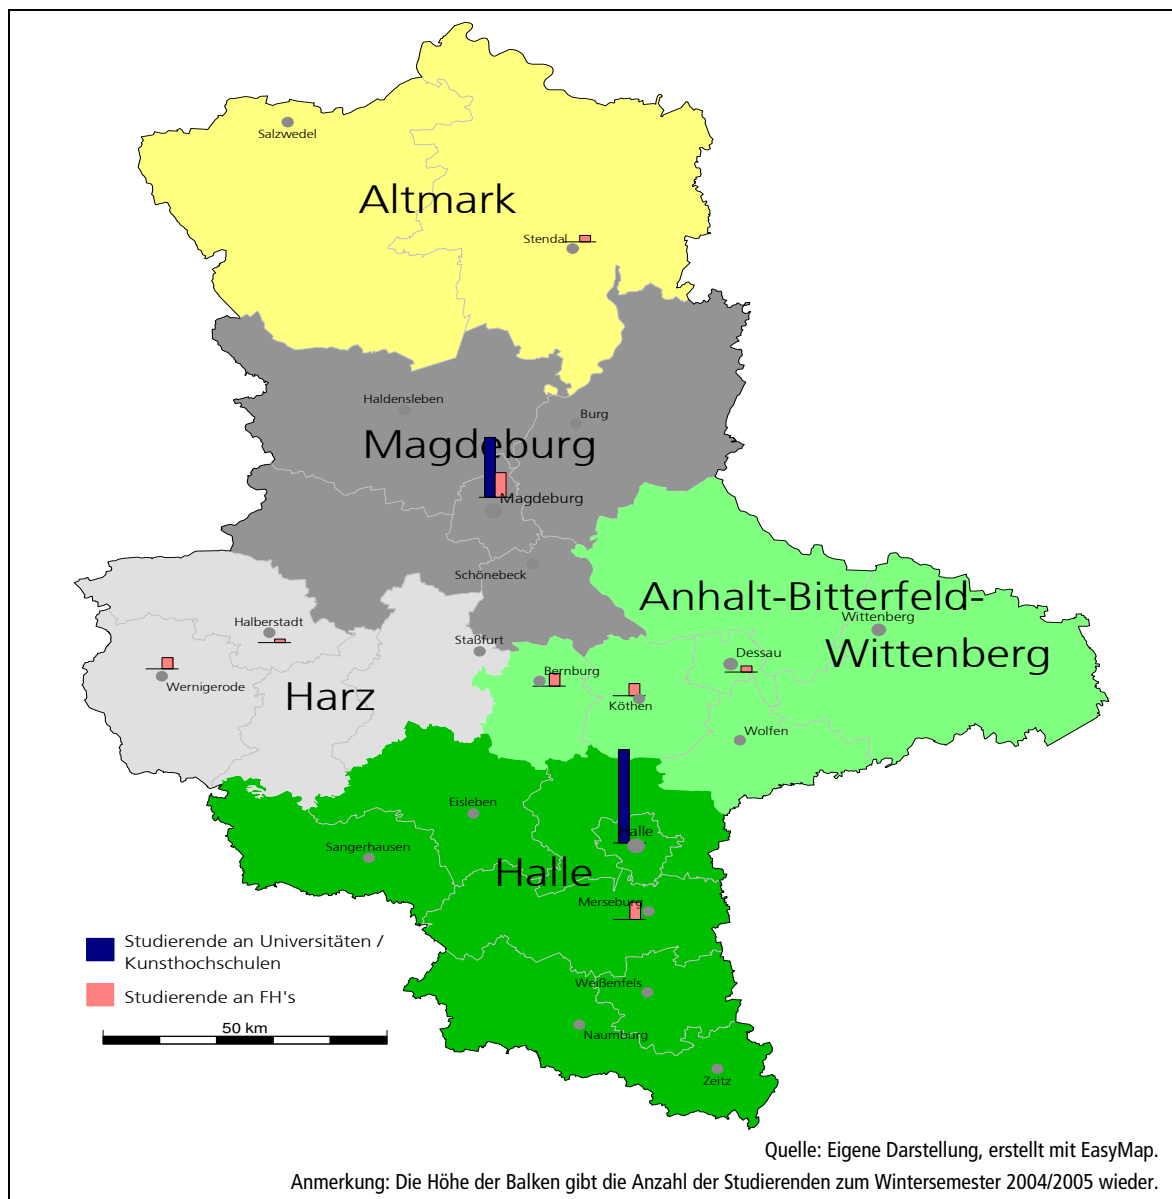 Salzwedel
Altmark
Stendal
Haldensleben
Burg
Magdeburg
Magdeburg
Schönebeck
Anhalt-Bitterfeld-
Wittenberg
Wittenberg
Halberstadt
Staßfurt
Dessau
Bernburg
Wernigerode
Harz
Köthen
Wolfen
Eisleben
Halle
Sangerhausen
Halle
Merseburg
Studierende an Universitäten /
Kunsthochschulen
Studierende an FH's
Weißenfels
50 km
Naumburg
Zeitz
Quelle: Eigene Darstellung, erstellt mit EasyMap.
Anmerkung: Die Höhe der Balken gibt die Anzahl der Studierenden zum Wintersemester 2004/2005 wieder.